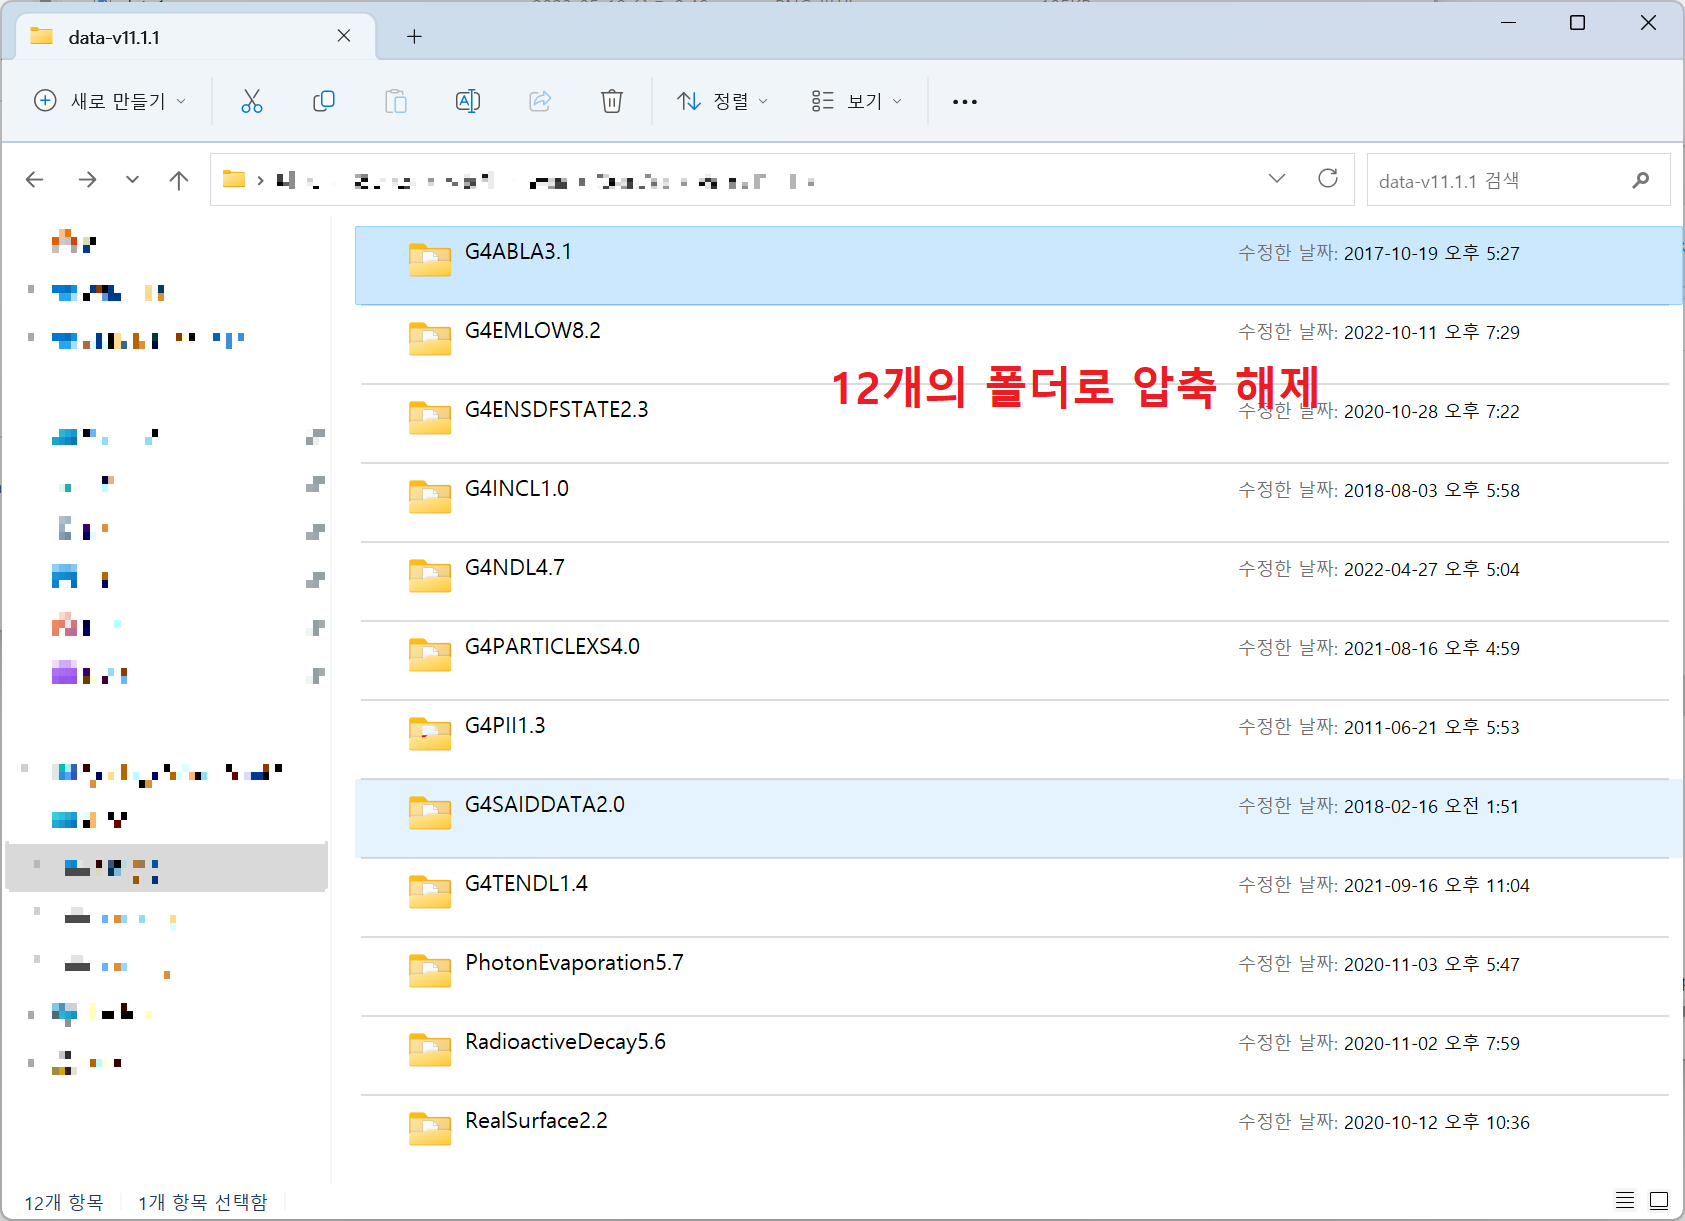 data-v11.1.1
새로 만들기
정렬
보기
data-v11.1.1 검색
G4ABLA3.1
수정한 날짜: 2017-10-19 오후 5:27
G4EMLOW8.2
수정한 날짜: 2022-10-11 오후 7:29
12개의 폴더로 압축 해제
G4ENSDFSTATE2.3
수정한 날짜: 2020-10-28 오후 7:22
G4INCL1.0
수정한 날짜: 2018-08-03 오후 5:58
G4NDL4.7
수정한 날짜: 2022-04-27 오후 5:04
G4PARTICLEXS4.0
수정한 날짜: 2021-08-16 오후 4:59
G4PII1.3
수정한 날짜: 2011-06-21 오후 5:53
G4SAIDDATA2.0
수정한 날짜: 2018-02-16 오전 1:51
G4TENDL1.4
수정한 날짜: 2021-09-16 오후 11:04
PhotonEvaporation5.7
수정한 날짜: 2020-11-03 오후 5:47
RadioactiveDecay5.6
수정한 날짜: 2020-11-02 오후 7:59
RealSurface2.2
수정한 날짜: 2020-10-12 오후 10:36
12개 항목
1개 항목 선택함